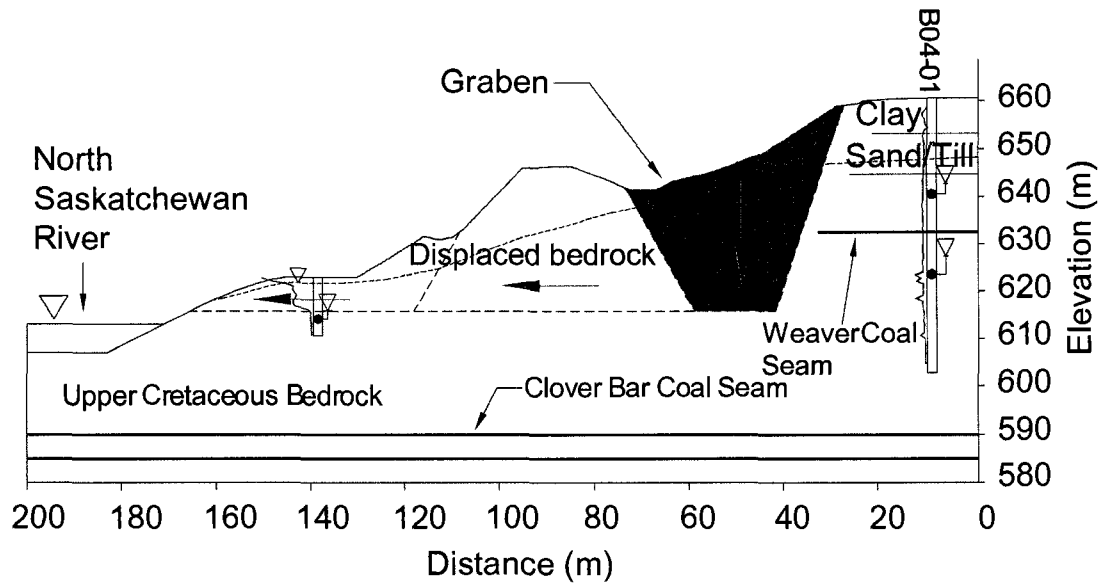 B04-01
Graben
Clay
Sand/Till
North
Saskatchewan
River
Displaced bedrock
WeaverCoal
Seam
Upper Cretaceous Bedrock
Clover Bar Coal Seam
660
650
640
630
620
610
600
590
580
Elevation (m)
200
180
160
140
120
100
80
60
40
20
0
Distance (m)